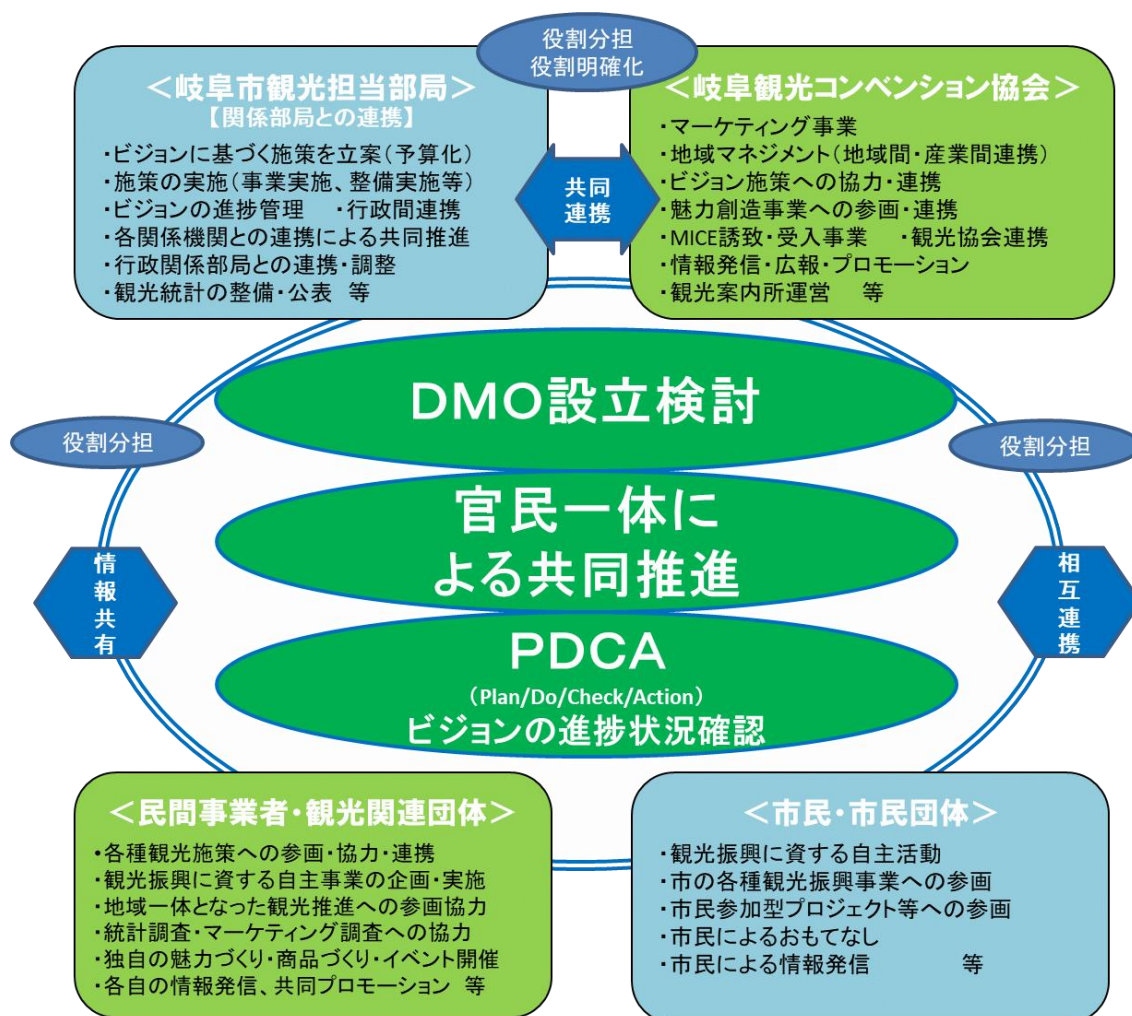 役割分担
役割明確化
＜岐阜市観光担当部局＞
【関係部局との連携】
・ビジョンに基づく施策を立案（予算化）
・施策の実施（事業実施、整備実施等）
・ビジョンの進捗管理　・行政間連携
・各関係機関との連携による共同推進
・行政関係部局との連携・調整
・観光統計の整備・公表　等
共同
連携
＜岐阜観光コンベンション協会＞
・マーケティング事業
・地域マネジメント（地域間・産業間連携）
・ビジョン施策への協力・連携
・魅力創造事業への参画・連携
・MICE誘致・受入事業　・観光協会連携
・情報発信・広報・プロモーション
・観光案内所運営　等
DMO設立検討
役割分担
役割分担
官民一体に
よる共同推進
情報共有
相互連携
PDCA
（Plan/Do/Check/Action）
ビジョンの進捗状況確認
＜民間事業者・観光関連団体＞
・各種観光施策への参画・協力・連携
・観光振興に資する自主事業の企画・実施
・地域一体となった観光推進への参画協力
・統計調査・マーケティング調査への協力
・独自の魅力づくり・商品づくり・イベント開催
・各自の情報発信、共同プロモーション　等
＜市民・市民団体＞
・観光振興に資する自主活動
・市の各種観光振興事業への参画
・市民参加型プロジェクト等への参画
・市民によるおもてなし
・市民による情報発信　　　　等